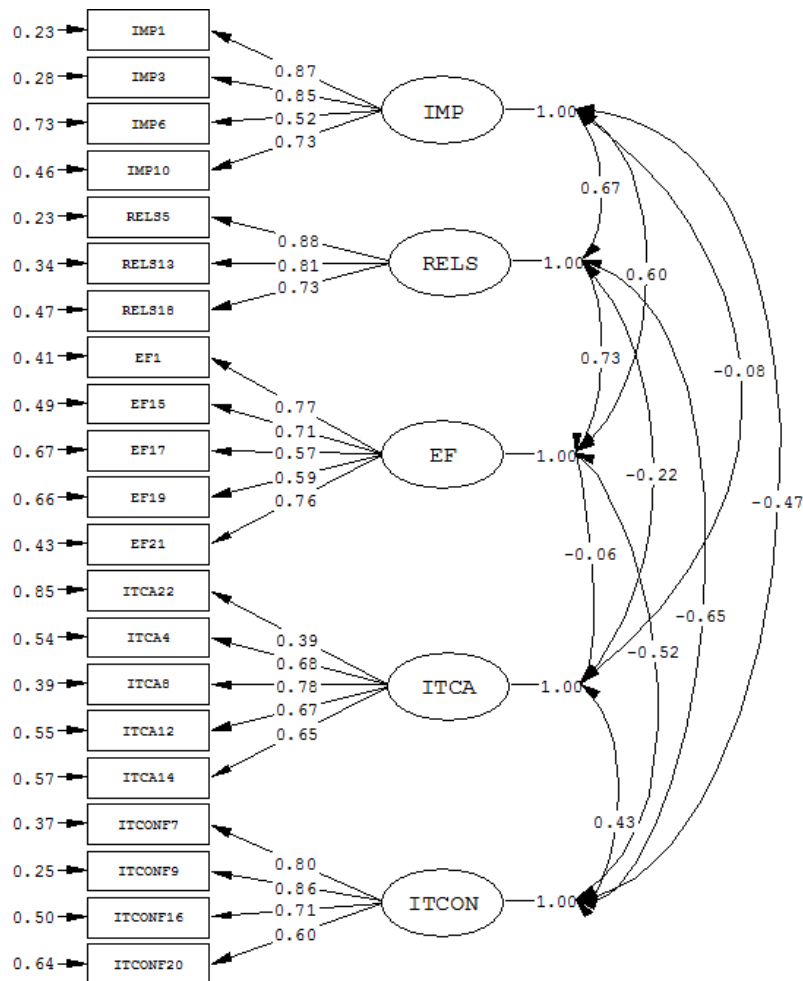 0.23 IMP1
0.87
0.28 IMP3
0.85 IMP 1.00
0.73 IMP6 0.52
0.73
0.46 IMP10
0.67
0.23 RELS5
0.88
0.34 RELS13 0.81 RELS 1.00
0.60
0.73
0.47 RELS18
0.41 EF1 0.73
-0.08
0.77
0.49 EF15
0.71
0.67 EF17 0.57 EF 1.00
0.59 -0.22
0.66 EF19
0.76 -0.47
0.43 EF21
-0.06
0.85 ITCA22
-0.65
0.54 ITCA4 0.39
-0.52
0.68
0.39 ITCA8 0.78 ITCA 1.00
0.67
0.55 ITCA12
0.65
0.57 ITCA14
0.37 ITCONF7 0.43
0.80
0.25 ITCONF9
0.86 ITCON 1.00
0.50 ITCONF16 0.71
0.60
0.64 ITCONF20